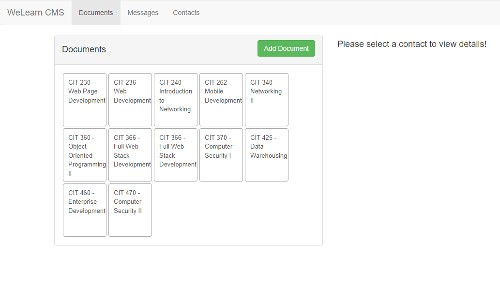 WeLearn CMS Documents Messages Contacts
Documents Add Document
Please select a contact to view details!
CIT 230
Web Page
Development
CIT 236
Web
Development
CIT 240
Introduction
to
Networking
CIT 262
Mobile
Development
CIT 340
Networking
II
CIT 360 -
Object
Oriented
Programming
II
CIT 366 -
Full Web
Stack
Development
CIT 366 -
Full Web
Stack
Development
CIT 370 -
Computer
Security I
CIT 425 -
Data
Warehousing
CIT 460 -
Enterprise
Development
CIT 470 -
Computer
Security II